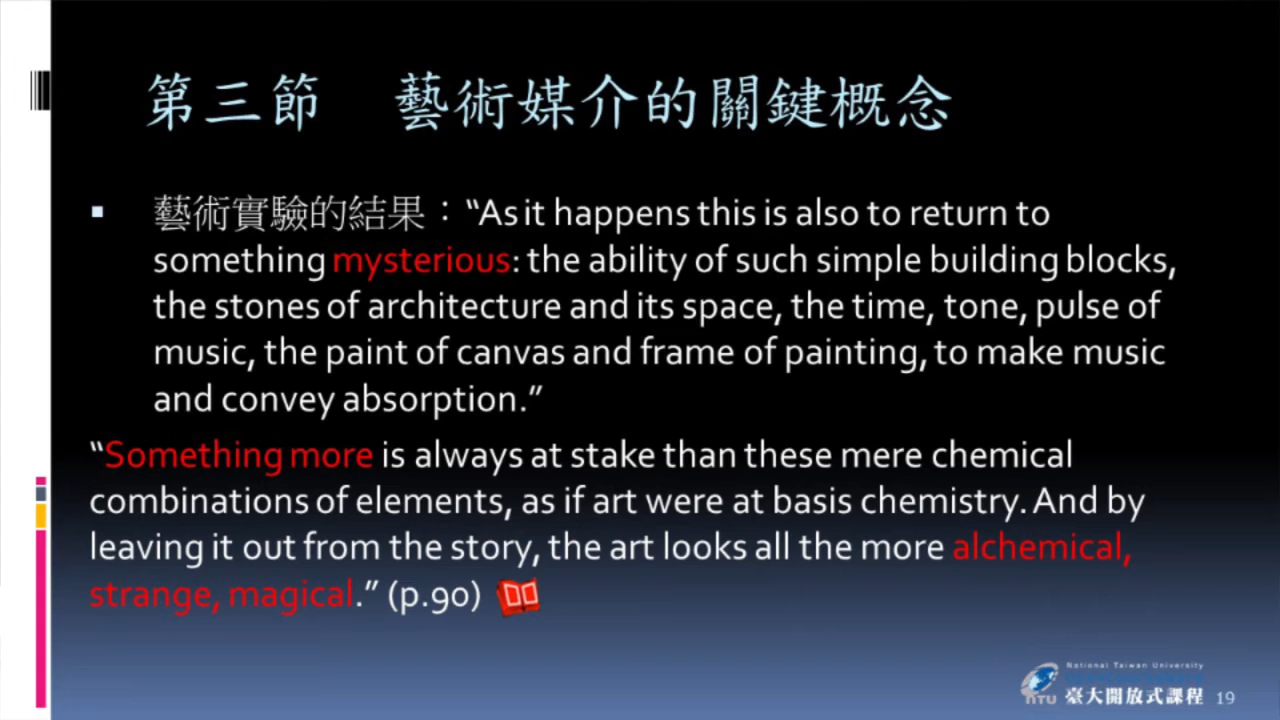 第三節 藝術媒介的關鍵概念
藝術實驗的結果：“As it happens this is also to return to
something mysterious: the ability of such simple building blocks,
the stones of architecture and its space, the time, tone, pulse of
music, the paint of canvas and frame of painting, to make music
and convey absorption.”
“Something more is always at stake than these mere chemical
combinations of elements, as if art were at basis chemistry. And by
leaving it out from the story, the art looks all the more alchemical,
strange, magical.” (p.90)
National Taiwan University
NTU 臺大開放式課程 19